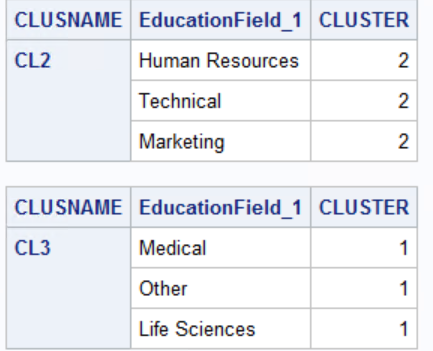 CLUSNAME EducationField_1 CLUSTER
CL2 Human Resources 2
Technical 2
Marketing 2
CLUSNAME EducationField_1 CLUSTER
CL3 Medical 1
Other 1
Life Sciences 1